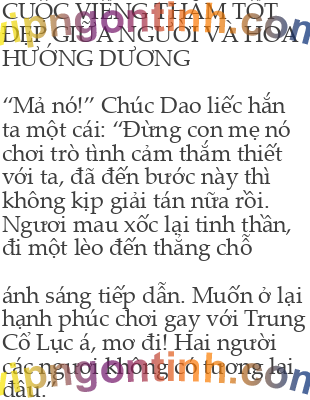 CUỘC VIẾNG THĂM TỐT
ĐẸP GIỮA NGƯỜI VÀ HOA
HƯỚNG DƯƠNG
“Mả nó!” Chúc Dao liếc hắn
ta một cái: “Đừng con mẹ nó
chơi trò tình cảm thắm thiết
với ta, đã đến bước này thì
không kịp giải tán nữa rồi.
Ngươi mau xốc lại tinh thần,
đi một lèo đến thẳng chỗ
ánh sáng tiếp dẫn. Muốn ở lại
hạnh phúc chơi gay với Trung
Cổ Lục á, mơ đi! Hai người
các ngươi không có tương lai
đâu.”
vipngontinh.com
vipngontinh.com